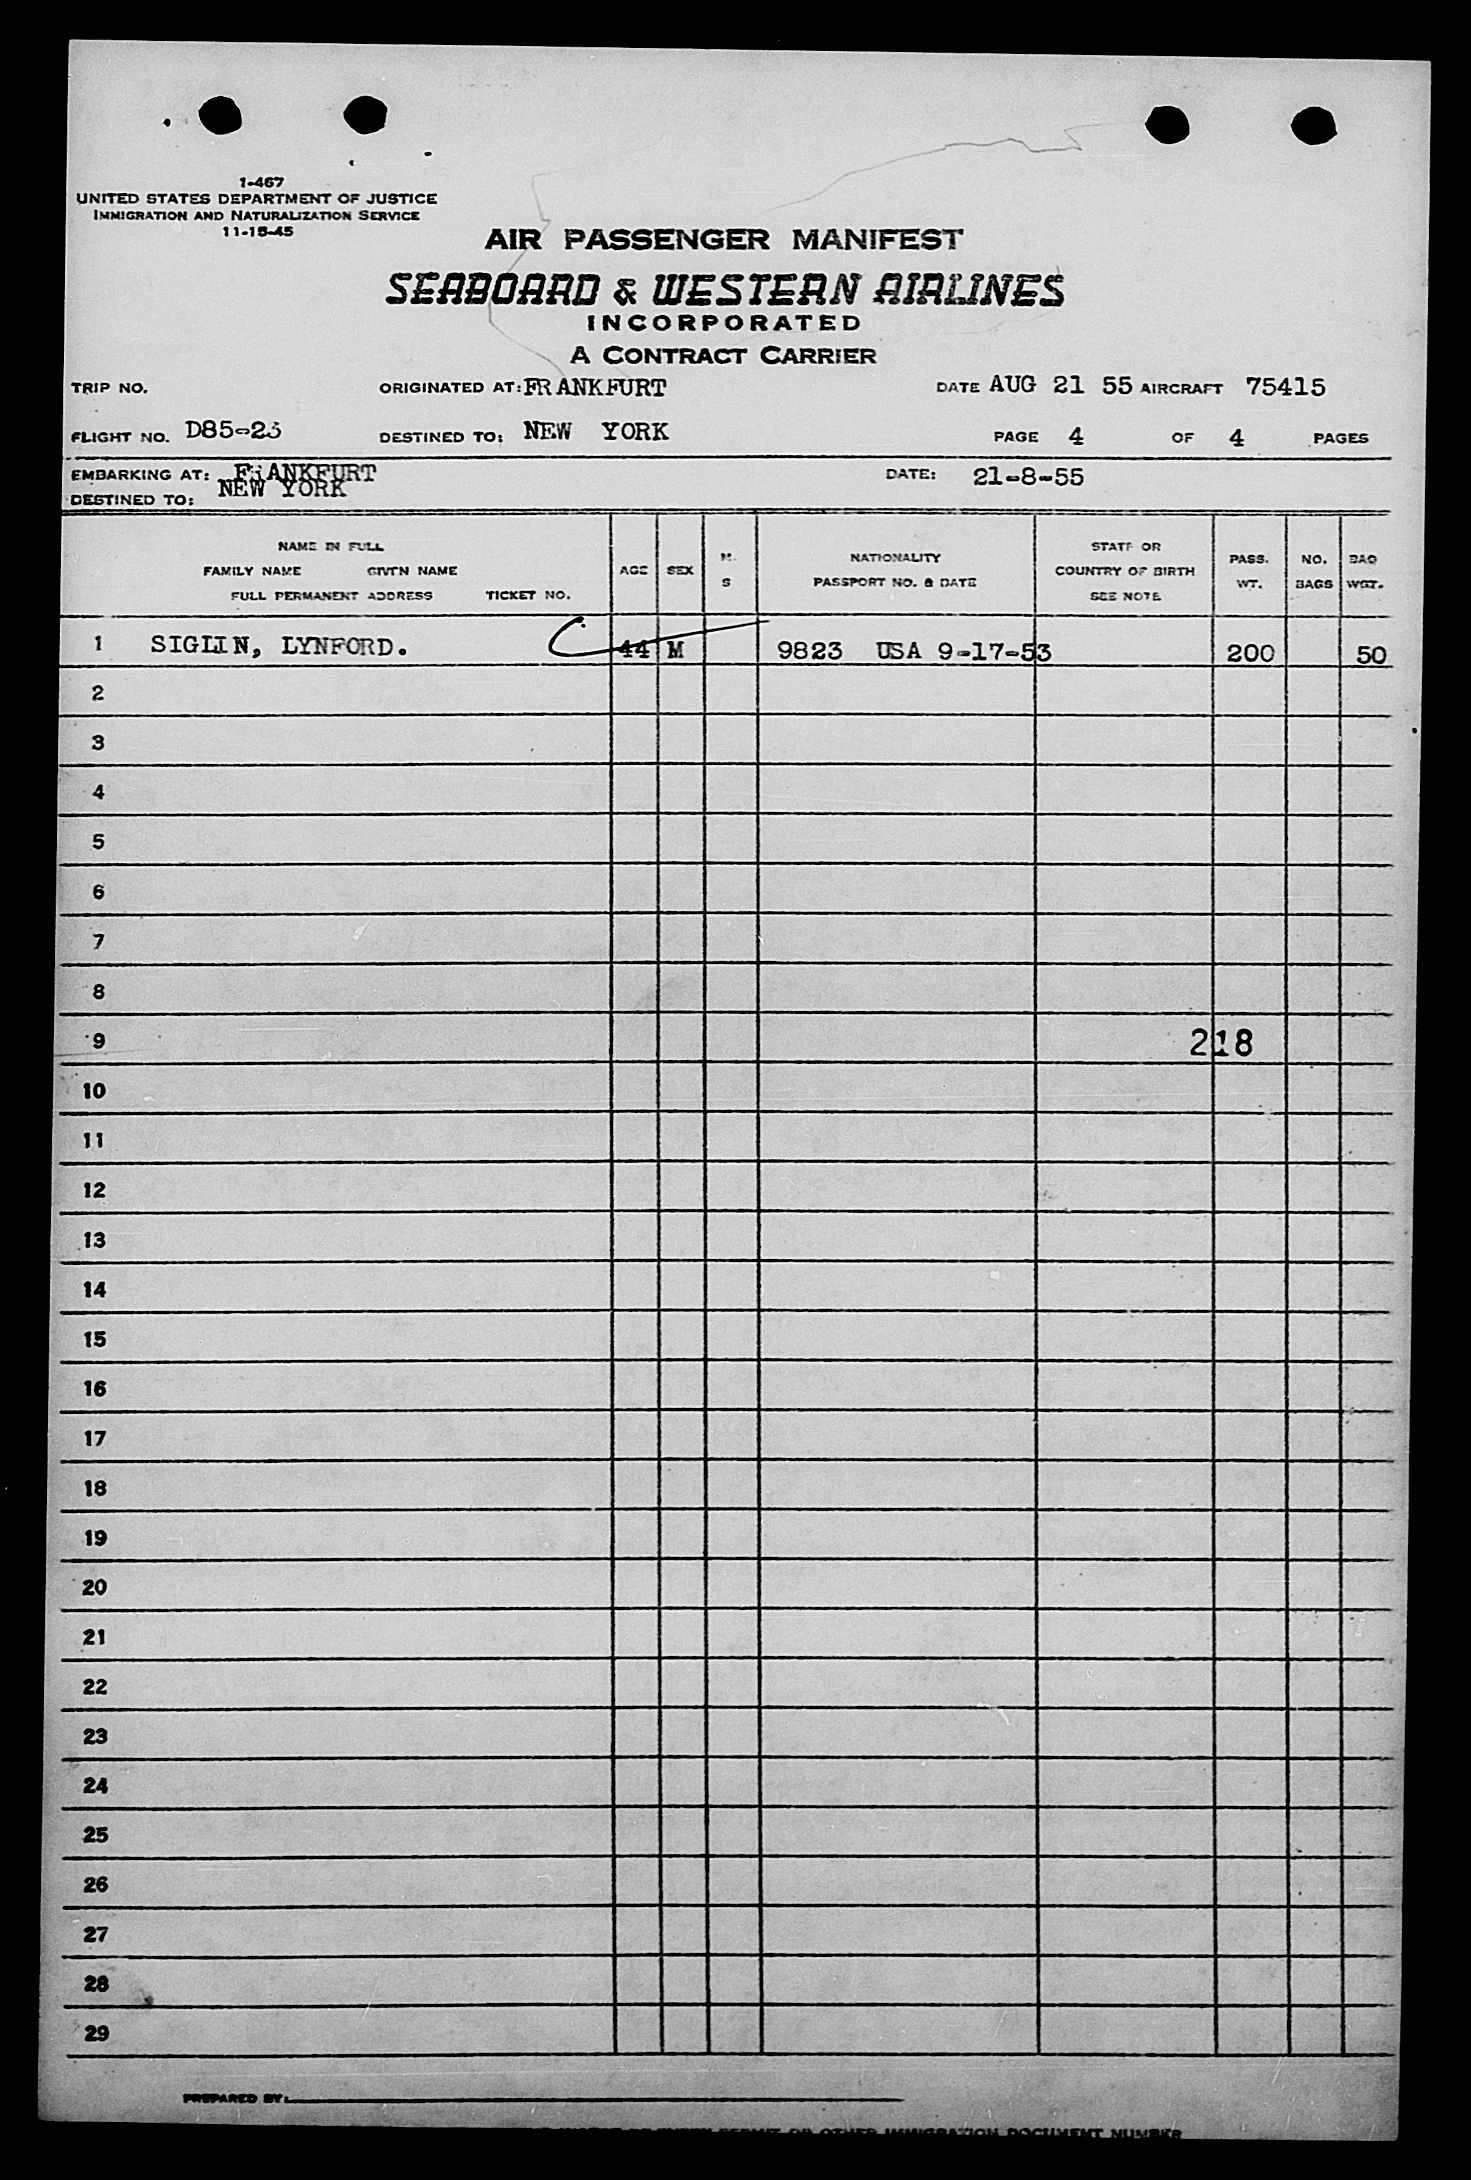 1-467
UNITED STATES DEPARTMENT OF JUSTICE
IMMIGRATION AND NATURALIZATION SERVICE
11-15-45
AIR PASSENGER MANIFEST
SEABOARD & WESTERN AIRLINES
INCORPORATED
A CONTRACT CARRIER
TRIP NO. ORIGINATED AT: FRANKFURT DATE AUG 21 55 AIRCRAFT 75415
FLIGHT NO. D85-23 DESTINED TO: NEW YORK PAGE 4 OF 4 PAGES
EMBARKING AT: FRANKFURT DATE: 21-8-55
DESTINED TO: NEW YORK
NAME IN FULL
FAMILY NAME GIVEN NAME
FULL PERMANENT ADDRESS TICKET NO.
AGE
SEX
M.
S
NATIONALITY
PASSPORT NO. & DATE
STATE OR
COUNTRY OF BIRTH
SEE NOTE
PASS.
WT.
NO.
BAGS
BAG
WGT.
1 SIGLIN, LYNFORD. 44 M 9823 USA 9-17-53 200 50
2
3
4
5
6
7
8
9 218
10
11
12
13
14
15
16
17
18
19
20
21
22
23
24
25
26
27
28
29
PREPARED BY:
PERMIT OR OTHER IMMIGRATION DOCUMENT NUMBER